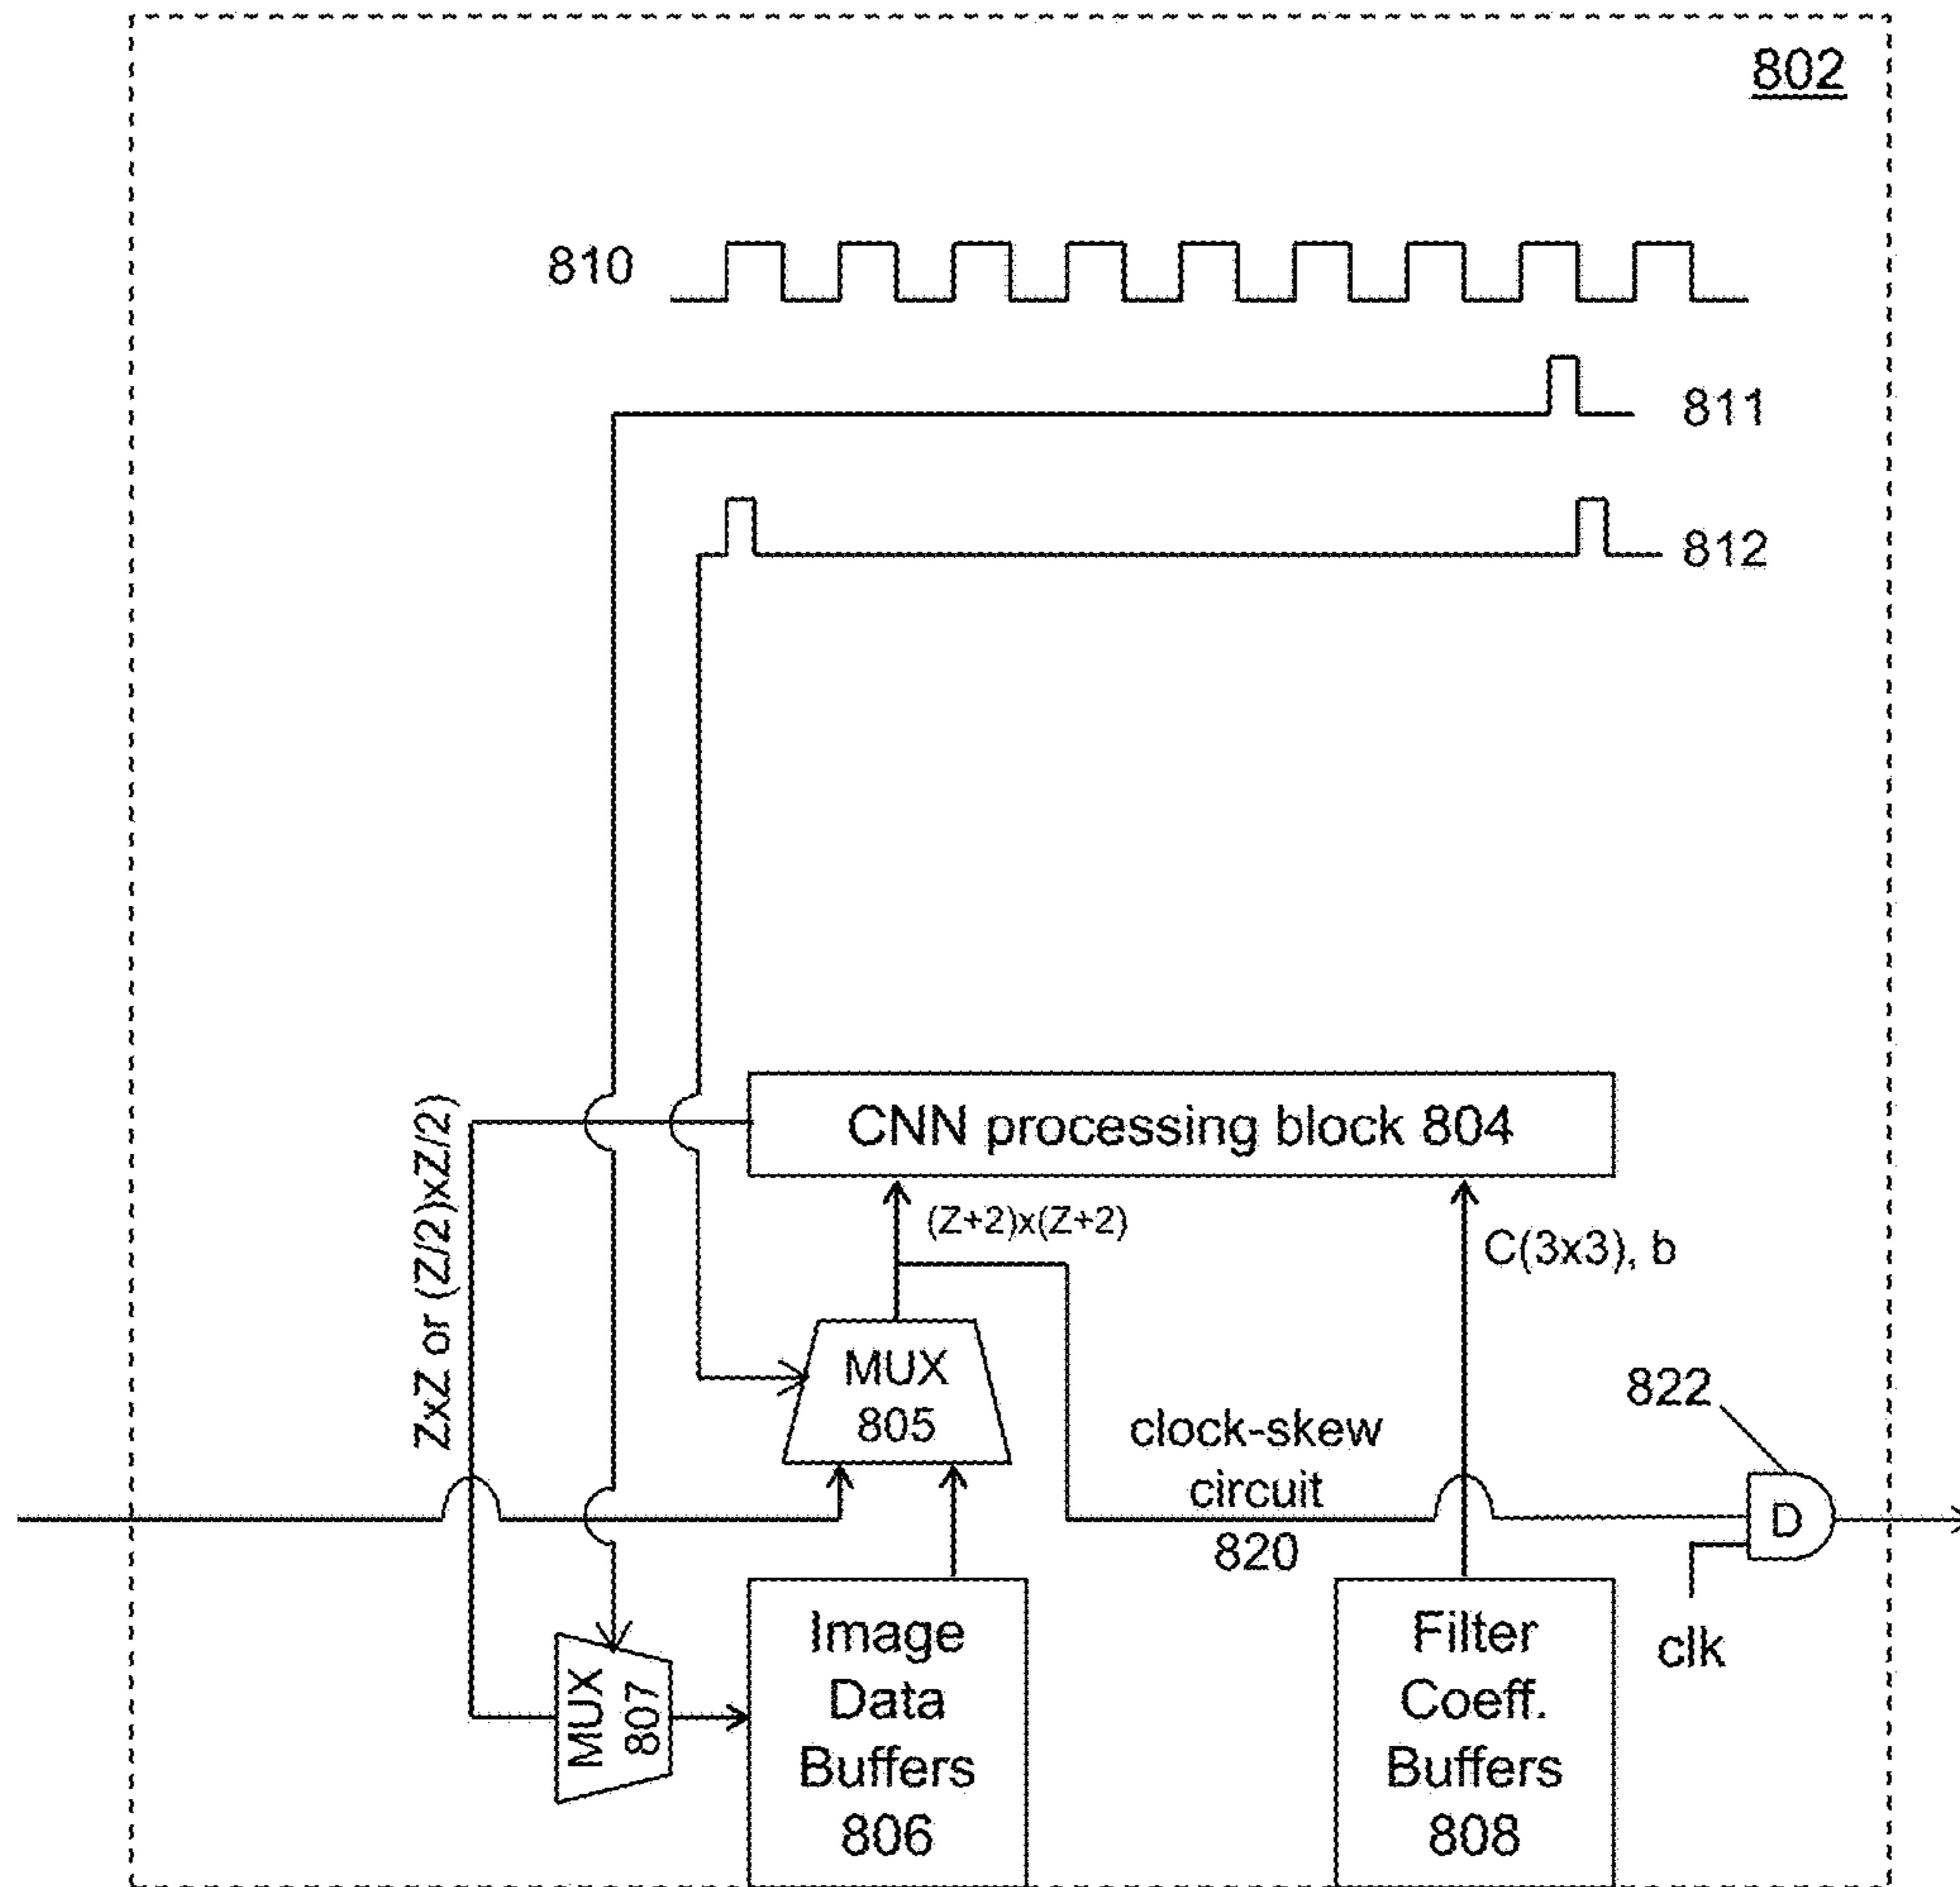 802
810
811
812
CNN processing block 804
ZxZ or (Z/2)x(Z/2)
(Z+2)x(Z+2)
C(3x3), b
MUX
805
clock-skew
circuit
820
822
D
clk
MUX
807
Image
Data
Buffers
806
Filter
Coeff.
Buffers
808